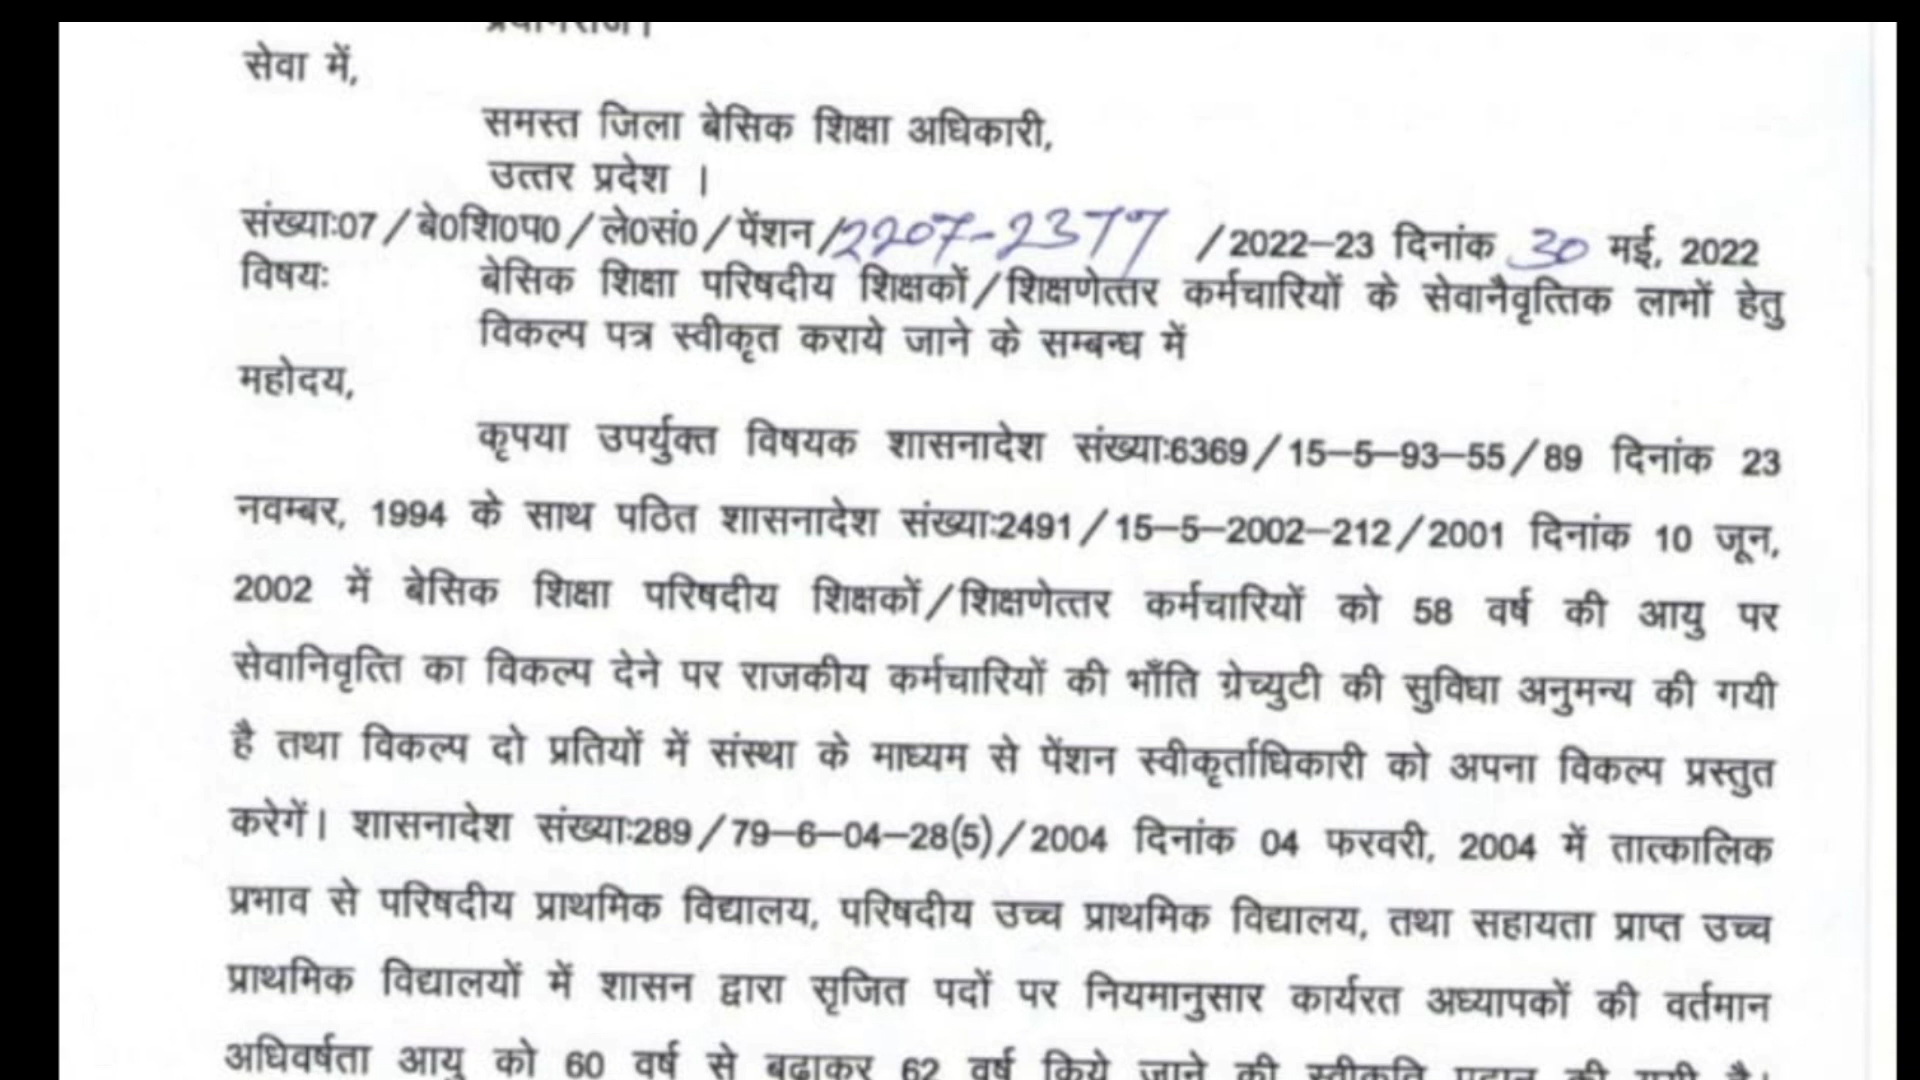 प्रयागराज।
सेवा में,
समस्त जिला बेसिक शिक्षा अधिकारी,
उत्तर प्रदेश ।
संख्याः07/बे0शि0प0/ले0सं0/पेंशन/2207-2377 /2022–23 दिनांक 30 मई, 2022
विषयः बेसिक शिक्षा परिषदीय शिक्षकों/शिक्षणेत्तर कर्मचारियों के सेवानैवृत्तिक लाभों हेतु
विकल्प पत्र स्वीकृत कराये जाने के सम्बन्ध में
महोदय,
कृपया उपर्युक्त विषयक शासनादेश संख्याः6369/15–5–93–55/89 दिनांक 23
नवम्बर, 1994 के साथ पठित शासनादेश संख्याः2491/15–5–2002–212/2001 दिनांक 10 जून,
2002 में बेसिक शिक्षा परिषदीय शिक्षकों/शिक्षणेत्तर कर्मचारियों को 58 वर्ष की आयु पर
सेवानिवृत्ति का विकल्प देने पर राजकीय कर्मचारियों की भाँति ग्रेच्युटी की सुविधा अनुमन्य की गयी
है तथा विकल्प दो प्रतियों में संस्था के माध्यम से पेंशन स्वीकृर्ताधिकारी को अपना विकल्प प्रस्तुत
करेगें। शासनादेश संख्याः289/79–6–04–28(5)/2004 दिनांक 04 फरवरी, 2004 में तात्कालिक
प्रभाव से परिषदीय प्राथमिक विद्यालय, परिषदीय उच्च प्राथमिक विद्यालय, तथा सहायता प्राप्त उच्च
प्राथमिक विद्यालयों में शासन द्वारा सृजित पदों पर नियमानुसार कार्यरत अध्यापकों की वर्तमान
अधिवर्षता आयु को 60 वर्ष से बढाकर 62 वर्ष किये जाने की स्वीकृति प्रदान की गयी है।